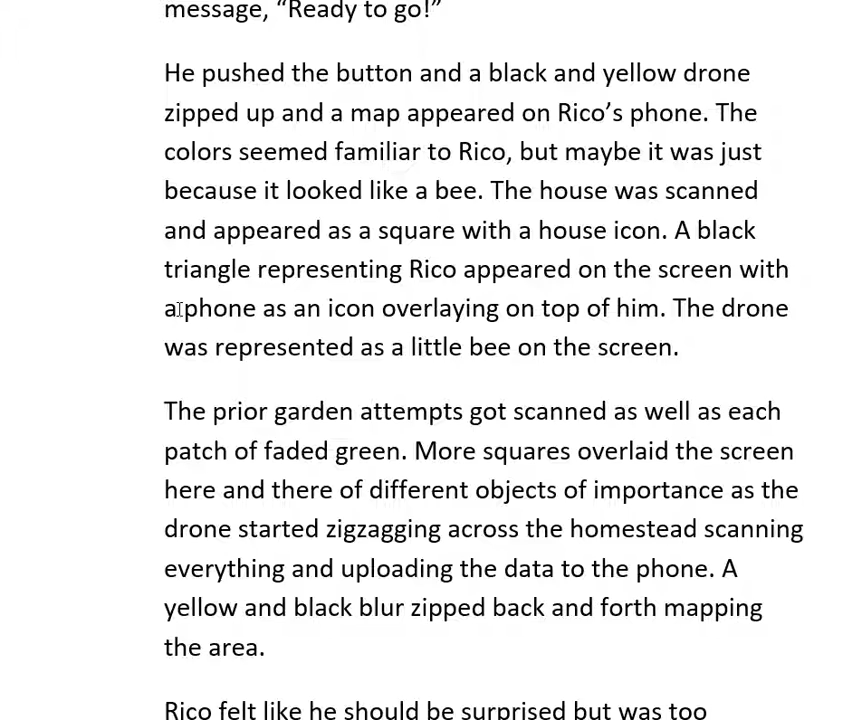 message, “Ready to go!”
He pushed the button and a black and yellow drone
zipped up and a map appeared on Rico’s phone. The
colors seemed familiar to Rico, but maybe it was just
because it looked like a bee. The house was scanned
and appeared as a square with a house icon. A black
triangle representing Rico appeared on the screen with
a phone as an icon overlaying on top of him. The drone
was represented as a little bee on the screen.
The prior garden attempts got scanned as well as each
patch of faded green. More squares overlaid the screen
here and there of different objects of importance as the
drone started zigzagging across the homestead scanning
everything and uploading the data to the phone. A
yellow and black blur zipped back and forth mapping
the area.
Rico felt like he should be surprised but was too